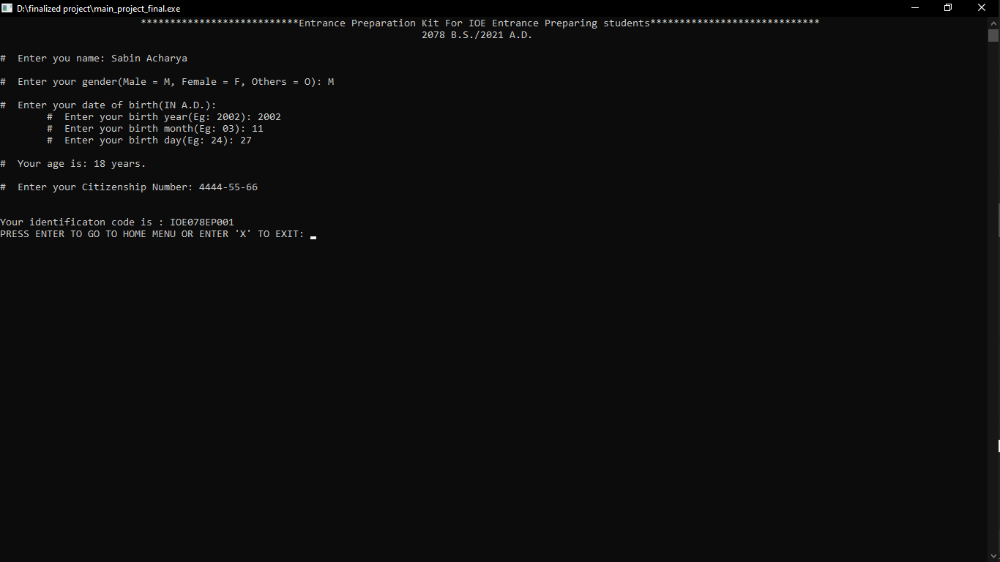 D:\finalized project\main_project_final.exe
***************************Entrance Preparation Kit For IOE Entrance Preparing students*****************************
2078 B.S./2021 A.D.
# Enter you name: Sabin Acharya
# Enter your gender(Male = M, Female = F, Others = O): M
# Enter your date of birth(IN A.D.):
# Enter your birth year(Eg: 2002): 2002
# Enter your birth month(Eg: 03): 11
# Enter your birth day(Eg: 24): 27
# Your age is: 18 years.
# Enter your Citizenship Number: 4444-55-66
Your identificaton code is : IOE078EP001
PRESS ENTER TO GO TO HOME MENU OR ENTER 'X' TO EXIT: